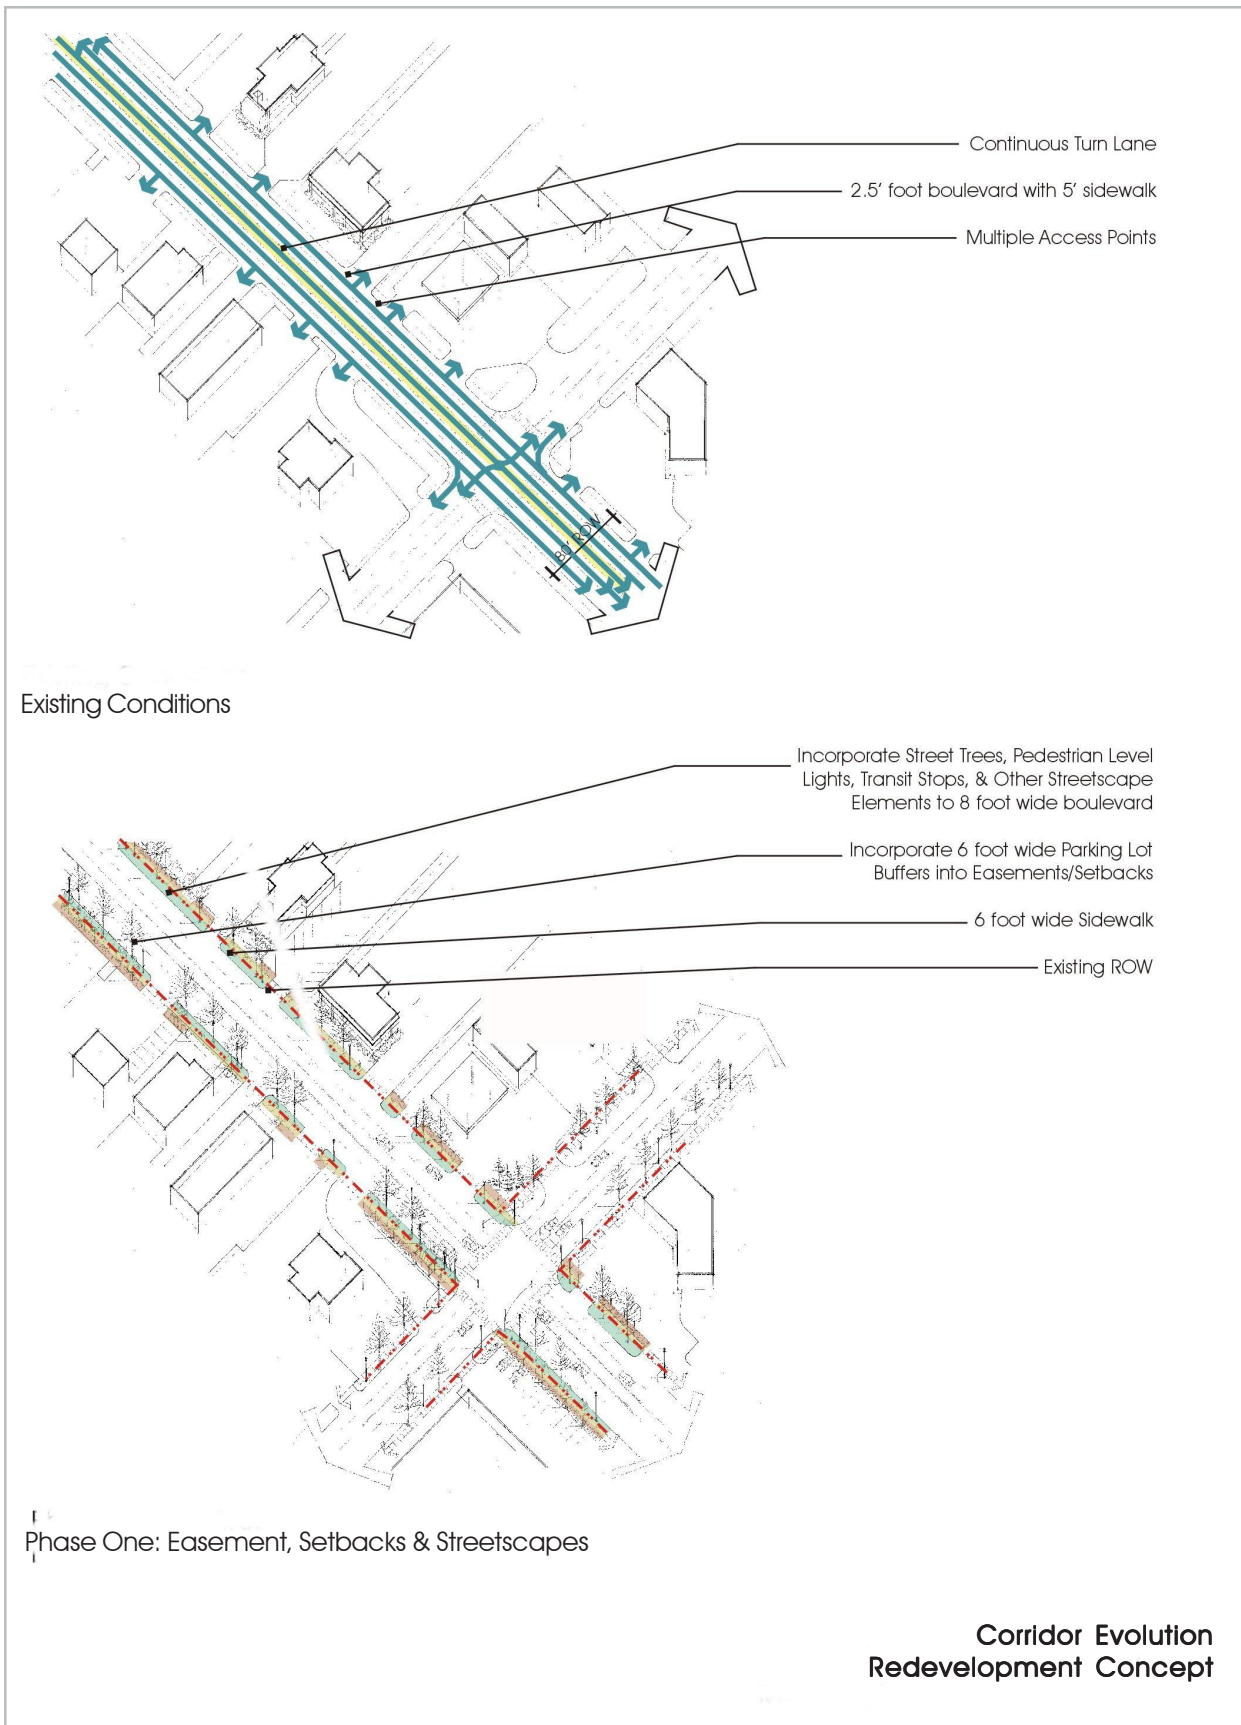 Continuous Turn Lane
2.5' foot boulevard with 5' sidewalk
Multiple Access Points
80' ROW
Existing Conditions
Incorporate Street Trees, Pedestrian Level
Lights, Transit Stops, & Other Streetscape
Elements to 8 foot wide boulevard
Incorporate 6 foot wide Parking Lot
Buffers into Easements/Setbacks
6 foot wide Sidewalk
Existing ROW
Phase One: Easement, Setbacks & Streetscapes
Corridor Evolution
Redevelopment Concept